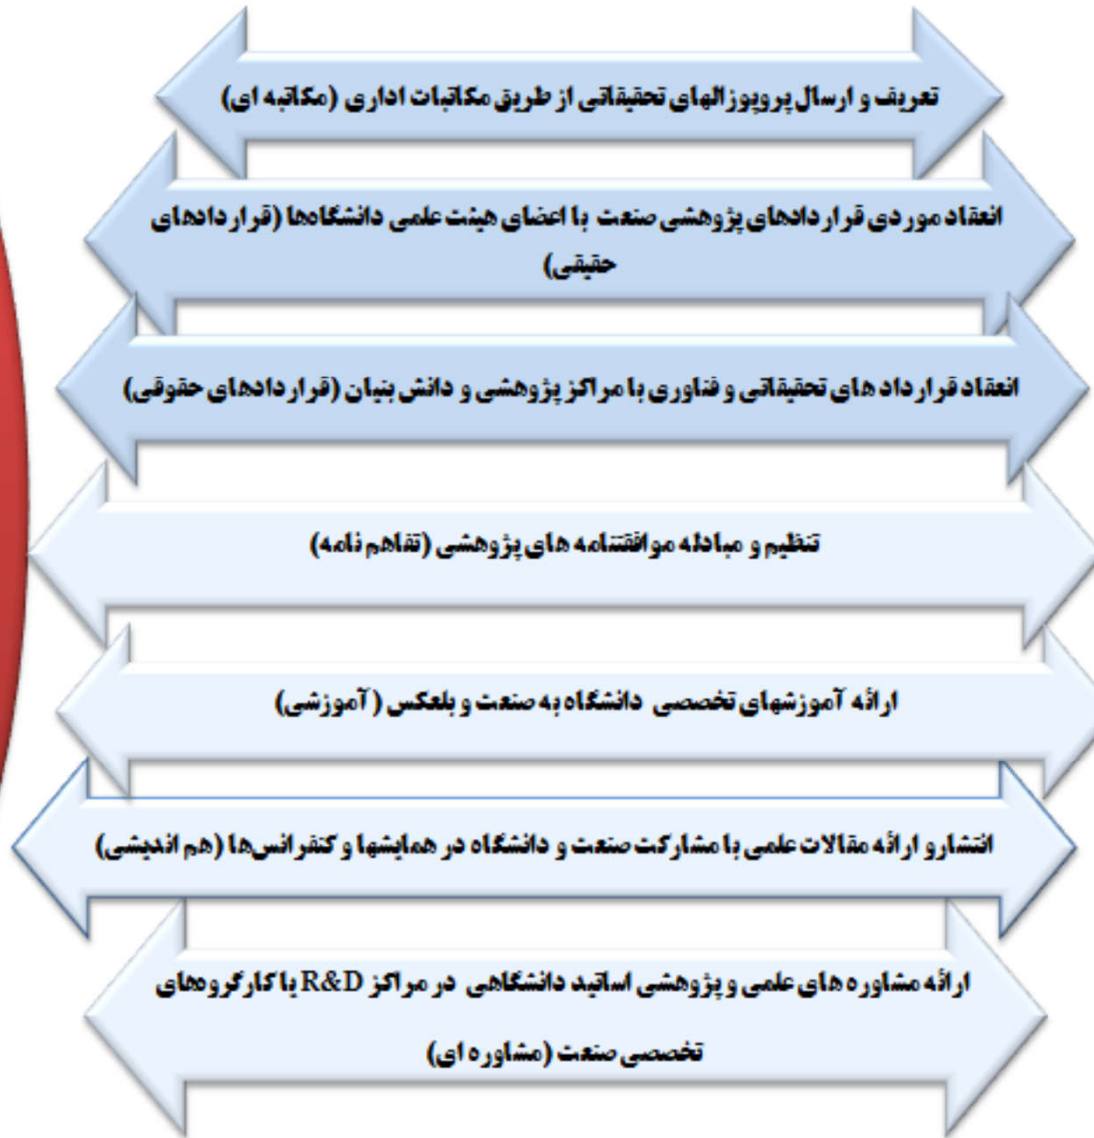 تعریف و ارسال پروپوزالهای تحقیقاتی از طریق مکاتبات اداری (مکاتبه ای)
انعقاد موردی قراردادهای پژوهشی صنعت با اعضای هیئت علمی دانشگاه‌ها (قراردادهای
حقیقی)
انعقاد قرارداد های تحقیقاتی و فناوری با مراکز پژوهشی و دانش بنیان (قراردادهای حقوقی)
تنظیم و مبادله موافقتنامه های پژوهشی (تفاهم نامه)
ارائه آموزشهای تخصصی دانشگاه به صنعت و بلعکس (آموزشی)
انتشارو ارائه مقالات علمی با مشارکت صنعت و دانشگاه در همایشها و کنفرانس‌ها (هم اندیشی)
ارائه مشاوره های علمی و پژوهشی اساتید دانشگاهی در مراکز R&D با کارگروه‌های
تخصصی صنعت (مشاوره ای)